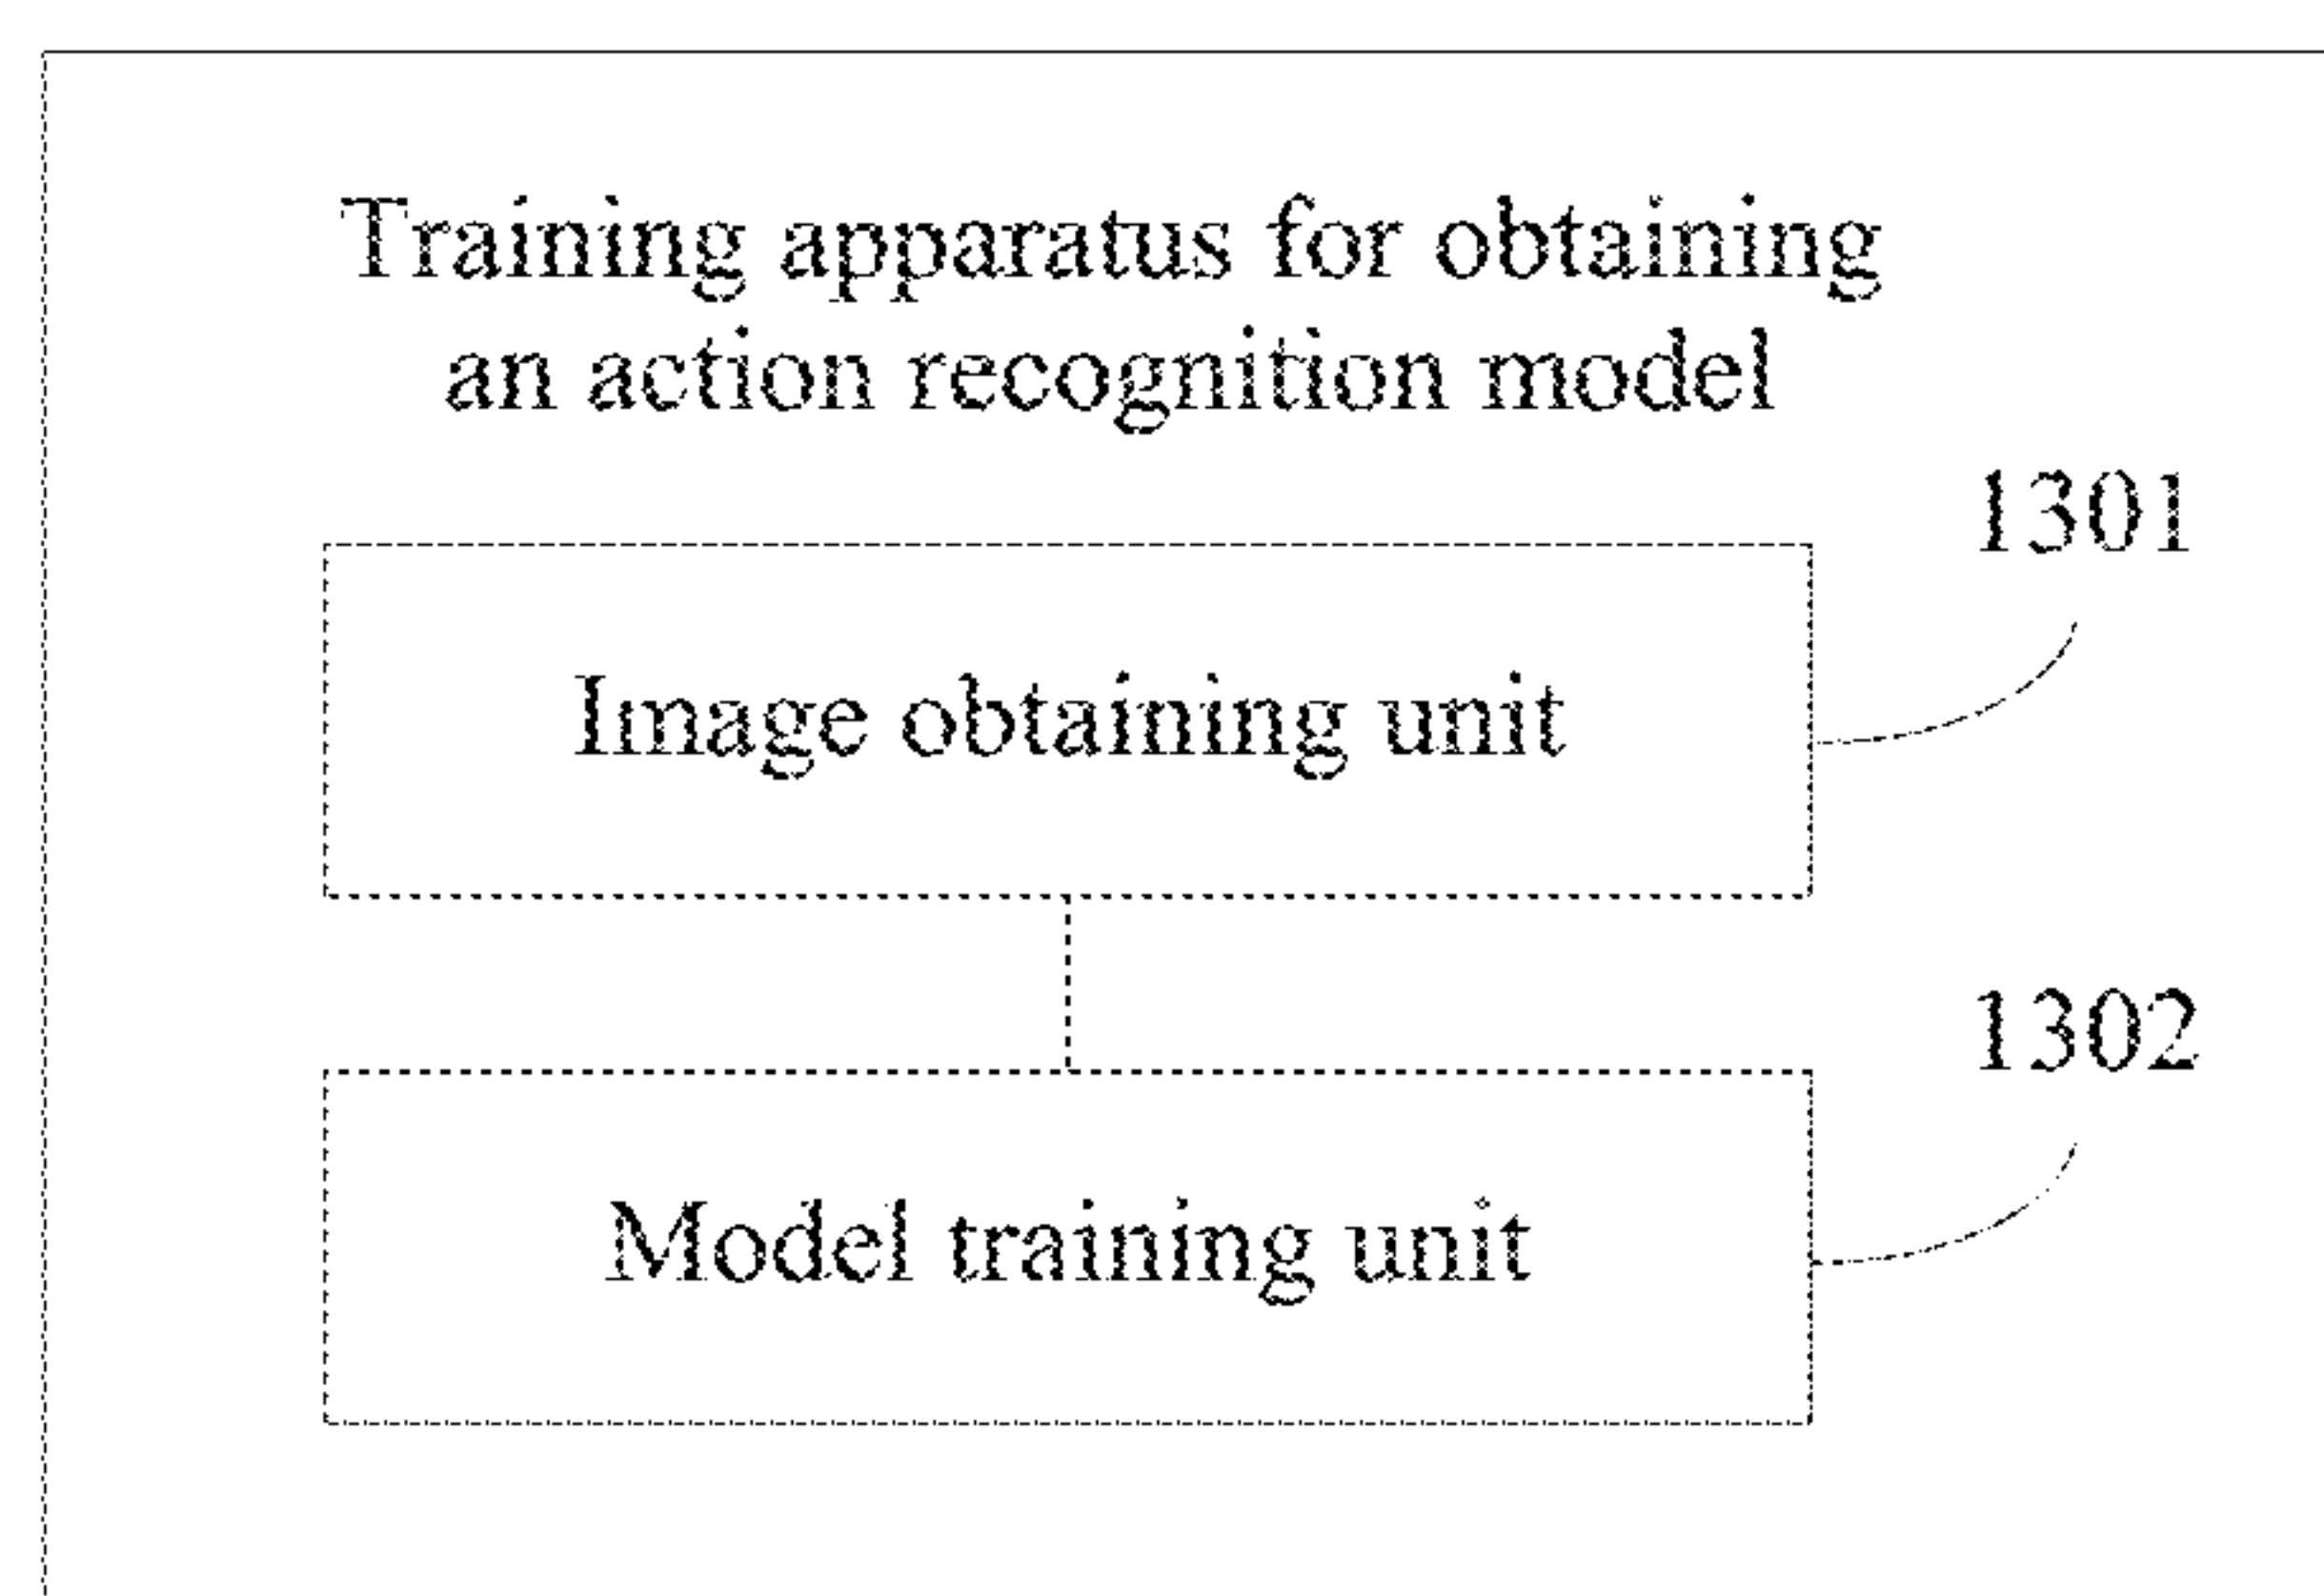 Training apparatus for obtaining
an action recognition model
1301
Image obtaining unit
1302
Model training unit